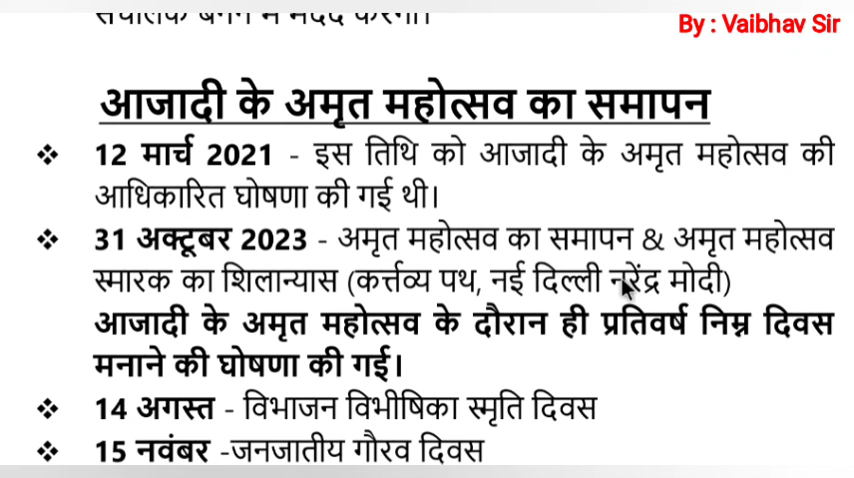 By : Vaibhav Sir
आजादी के अमृत महोत्सव का समापन
❖ 12 मार्च 2021 - इस तिथि को आजादी के अमृत महोत्सव की
आधिकारित घोषणा की गई थी।
❖ 31 अक्टूबर 2023 - अमृत महोत्सव का समापन & अमृत महोत्सव
स्मारक का शिलान्यास (कर्त्तव्य पथ, नई दिल्ली नरेंद्र मोदी)
आजादी के अमृत महोत्सव के दौरान ही प्रतिवर्ष निम्न दिवस
मनाने की घोषणा की गई।
❖ 14 अगस्त - विभाजन विभीषिका स्मृति दिवस
❖ 15 नवंबर -जनजातीय गौरव दिवस